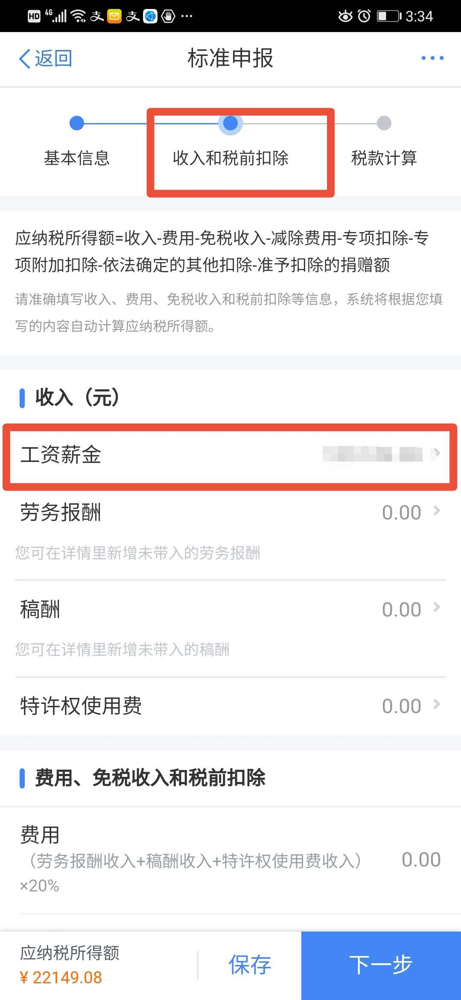 HD 4G 支 支 ... 3:34
返回 标准申报 ...
基本信息 收入和税前扣除 税款计算
应纳税所得额=收入-费用-免税收入-减除费用-专项扣除-专
项附加扣除-依法确定的其他扣除-准予扣除的捐赠额
请准确填写收入、费用、免税收入和税前扣除等信息，系统将根据您填
写的内容自动计算应纳税所得额。
收入（元）
工资薪金
劳务报酬 0.00
您可在详情里新增未带入的劳务报酬
稿酬 0.00
您可在详情里新增未带入的稿酬
特许权使用费 0.00
费用、免税收入和税前扣除
费用
（劳务报酬收入+稿酬收入+特许权使用费收入） 0.00
×20%
应纳税所得额
¥ 22149.08
保存 下一步